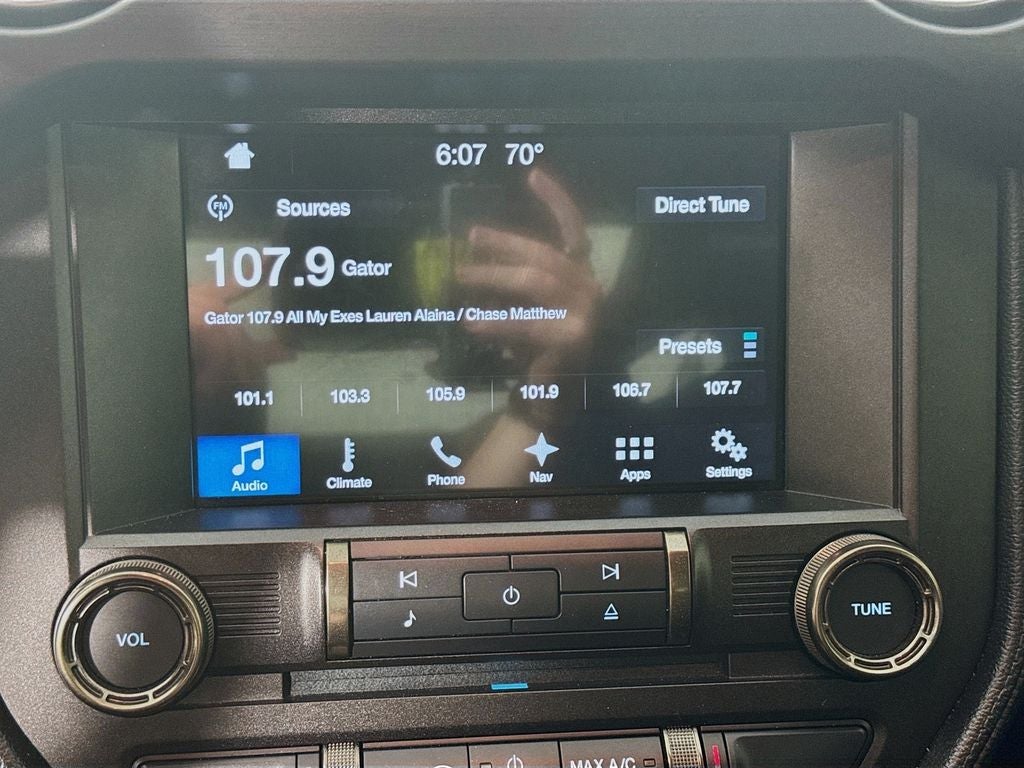 6:07 70°
FM Sources Direct Tune
107.9 Gator
Gator 107.9 All My Exes Lauren Alaina / Chase Matthew
Presets
101.1 103.3 105.9 101.9 106.7 107.7
Audio Climate Phone Nav Apps Settings
VOL TUNE
MAX A/C